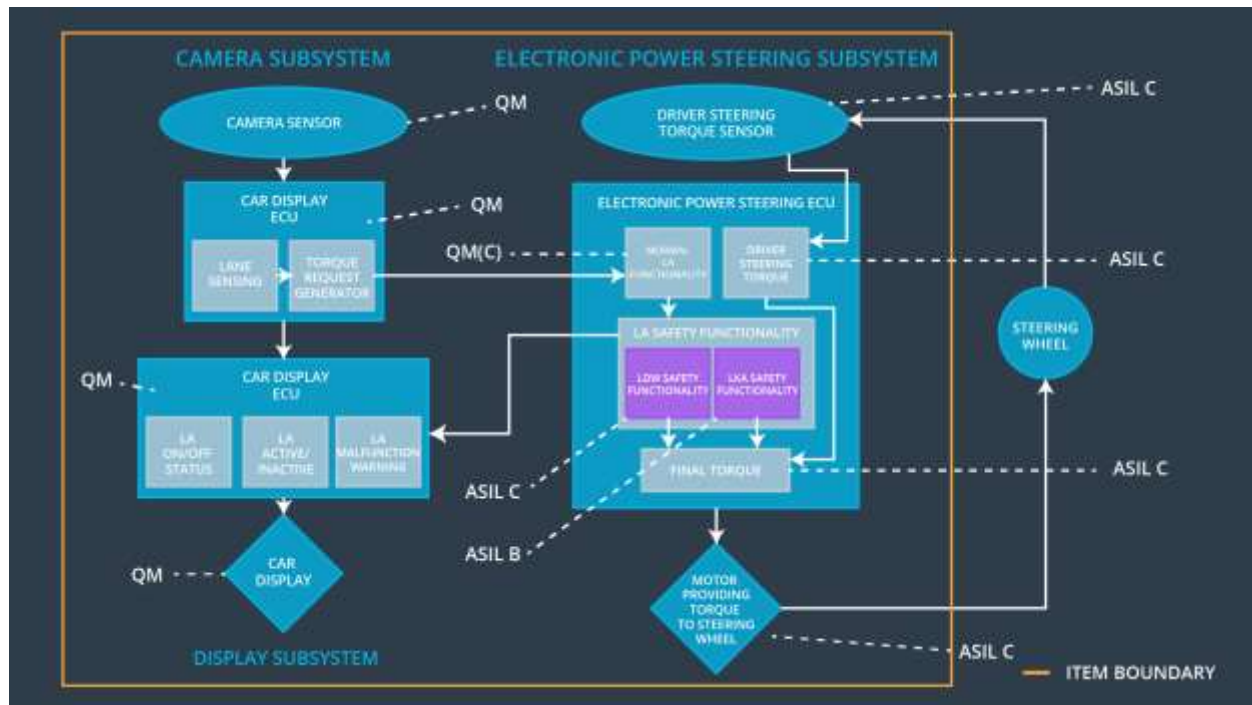 CAMERA SUBSYSTEM
ELECTRONIC POWER STEERING SUBSYSTEM
CAMERA SENSOR
QM
DRIVER STEERING
TORQUE SENSOR
ASIL C
CAR DISPLAY
ECU
QM
LANE
SENSING
TORQUE
REQUEST
GENERATOR
ELECTRONIC POWER STEERING ECU
QM(C)
LA
FUNCTIONALITY
DRIVER
STEERING
TORQUE
ASIL C
LA SAFETY FUNCTIONALITY
LDW SAFETY
FUNCTIONALITY
LKA SAFETY
FUNCTIONALITY
STEERING
WHEEL
QM
CAR DISPLAY
ECU
LA
ON/OFF
STATUS
LA
ACTIVE/
INACTIVE
LA
MALFUNCTION
WARNING
FINAL TORQUE
ASIL C
ASIL C
ASIL B
QM
CAR
DISPLAY
MOTOR
PROVIDING
TORQUE
TO STEERING
WHEEL
ASIL C
DISPLAY SUBSYSTEM
ITEM BOUNDARY